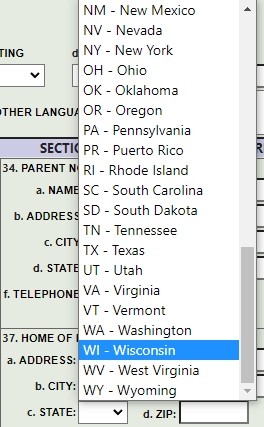 NM - New Mexico
NV - Nevada
TING
d
NY - New York
OH - Ohio
OK - Oklahoma
OTHER LANGUA
OR - Oregon
PA - Pennsylvania
SECTIO
PR - Puerto Rico
R
34. PARENT NO
RI - Rhode Island
a. NAME
SC - South Carolina
b. ADDRESS
SD - South Dakota
TN - Tennessee
c. CITY
TX - Texas
d. STATE
UT - Utah
f. TELEPHONE
VA - Virginia
VT - Vermont
37. HOME OF
WA - Washington
a. ADDRESS:
WI - Wisconsin
WV - West Virginia
b. CITY:
WY - Wyoming
c. STATE:
d. ZIP: